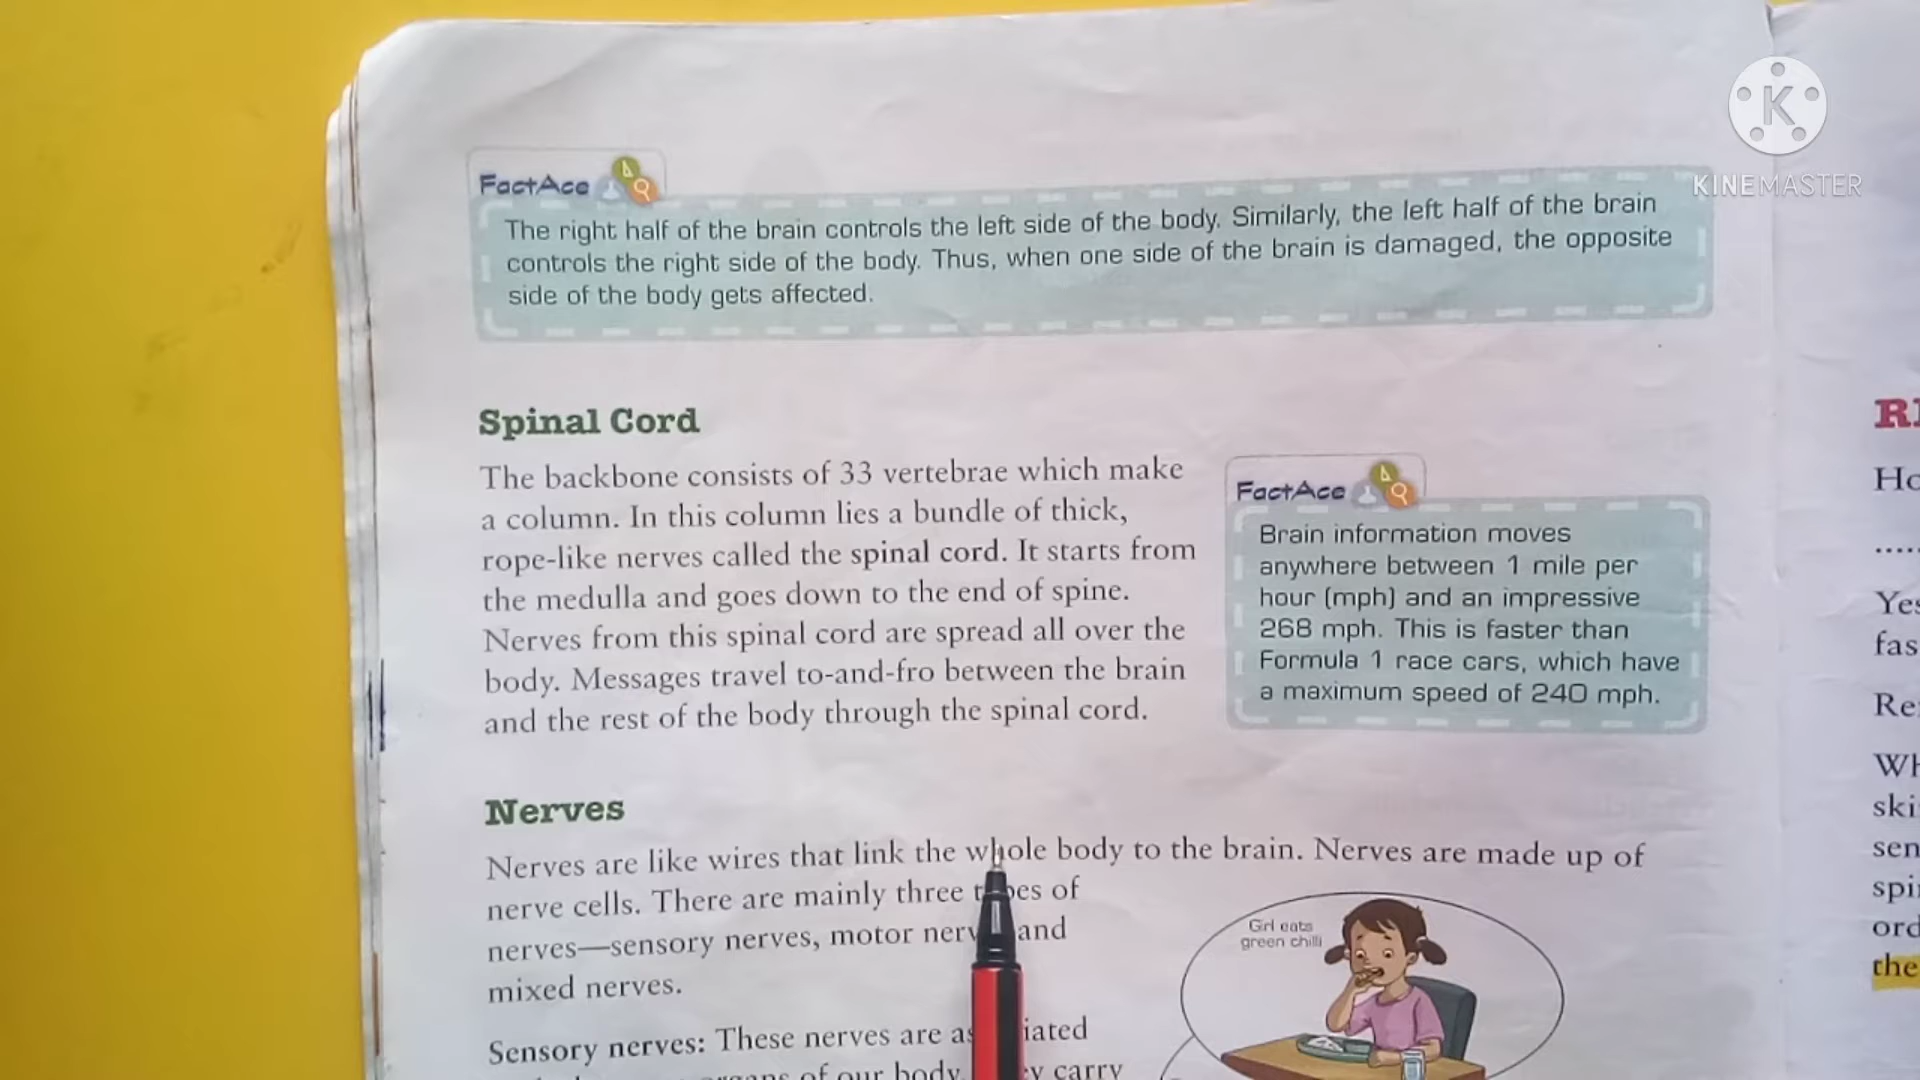 KINEMASTER
FactAce
The right half of the brain controls the left side of the body. Similarly, the left half of the brain
controls the right side of the body. Thus, when one side of the brain is damaged, the opposite
side of the body gets affected.
Spinal Cord
The backbone consists of 33 vertebrae which make
a column. In this column lies a bundle of thick,
rope-like nerves called the spinal cord. It starts from
the medulla and goes down to the end of spine.
Nerves from this spinal cord are spread all over the
body. Messages travel to-and-fro between the brain
and the rest of the body through the spinal cord.
FactAce
Brain information moves
anywhere between 1 mile per
hour (mph) and an impressive
268 mph. This is faster than
Formula 1 race cars, which have
a maximum speed of 240 mph.
Nerves
Nerves are like wires that link the whole body to the brain. Nerves are made up of
nerve cells. There are mainly three types of
nerves—sensory nerves, motor nerves and
mixed nerves.
Sensory nerves: These nerves are associated
of our body. carry
Girl eats
green chilli
Yes
the